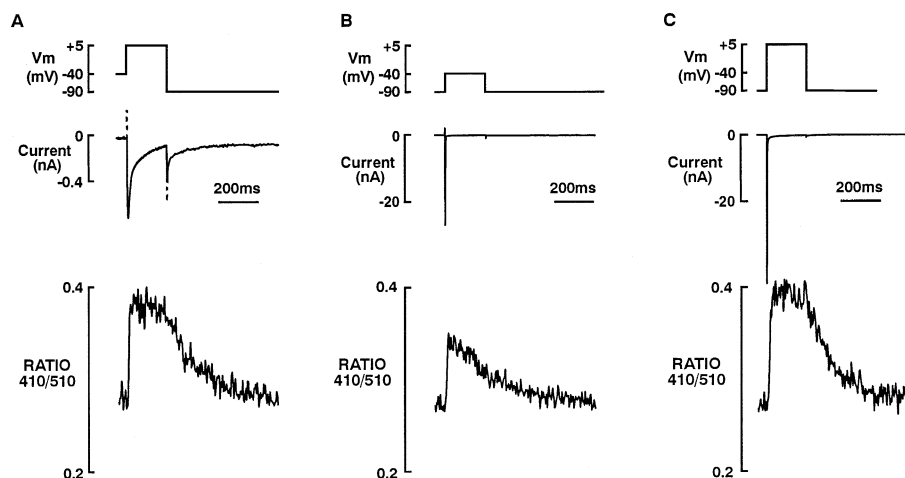 A
Vm
(mV)
+5
-40
-90
Current
(nA)
0
-0.4
200ms
RATIO
410/510
0.4
0.2
B
Vm
(mV)
+5
-40
-90
Current
(nA)
0
-20
200ms
RATIO
410/510
0.4
0.2
C
Vm
(mV)
+5
-40
-90
Current
(nA)
0
-20
200ms
RATIO
410/510
0.4
0.2